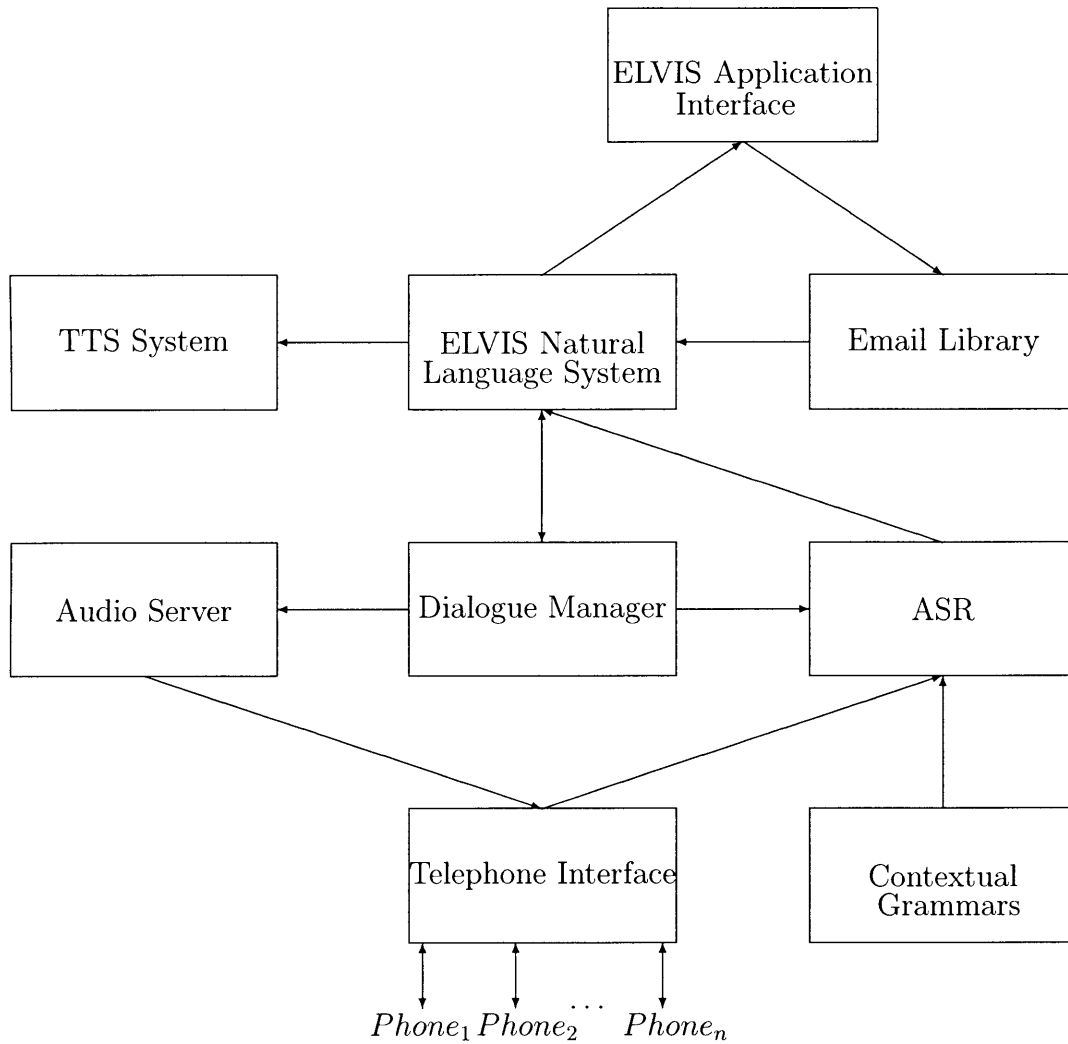 ELVIS Application
Interface
TTS System
ELVIS Natural
Language System
Email Library
Audio Server
Dialogue Manager
ASR
Telephone Interface
Contextual
Grammars
Phone₁ Phone₂ ... Phoneₙ